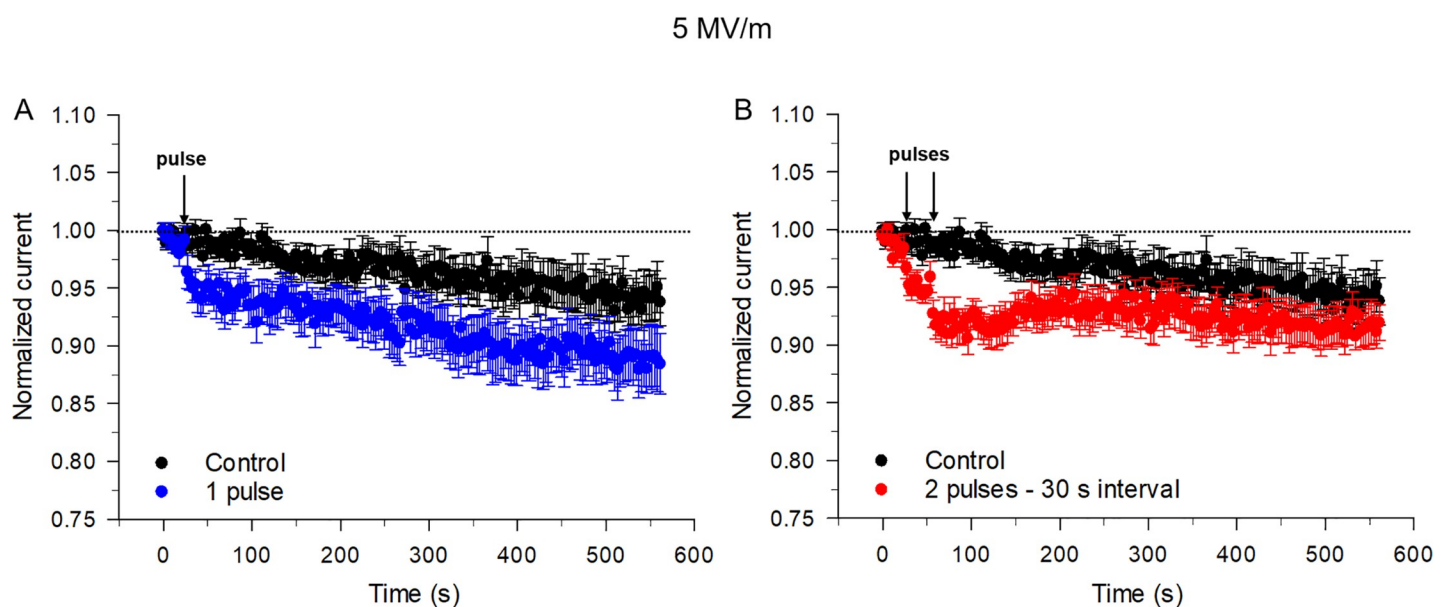 5 MV/m
A
1.10
1.05
1.00
0.95
0.90
0.85
0.80
0.75
Normalized current
pulse
Control
1 pulse
0 100 200 300 400 500 600
Time (s)
B
1.10
1.05
1.00
0.95
0.90
0.85
0.80
0.75
Normalized current
pulses
Control
2 pulses - 30 s interval
0 100 200 300 400 500 600
Time (s)